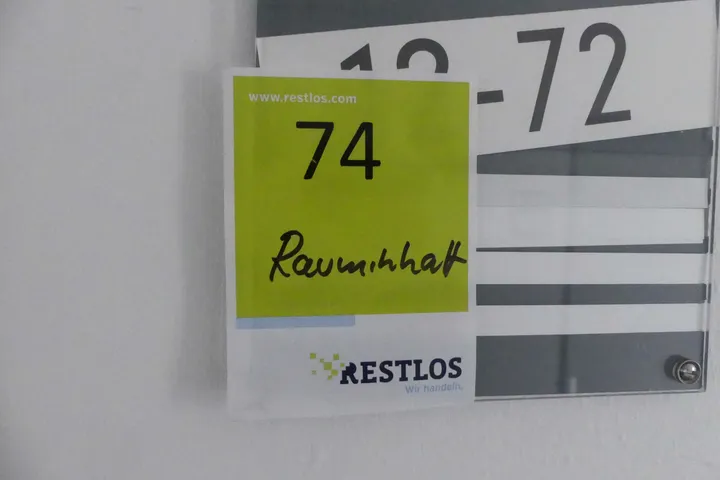 -72
www.restlos.com
74
Rauminhalt
RESTLOS
Wir handeln.